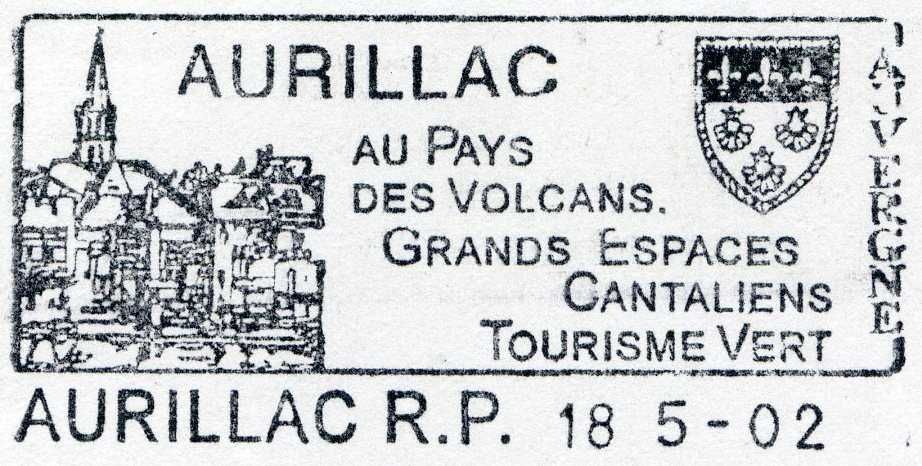 AURILLAC
AU PAYS
DES VOLCANS.
GRANDS ESPACES
CANTALIENS
TOURISME VERT
AUVERGNE
AURILLAC R.P. 18 5-02